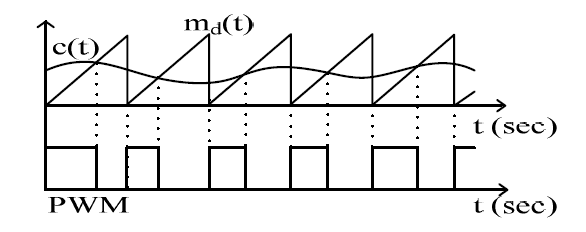 m_d(t)
c(t)
t (sec)
PWM
t (sec)